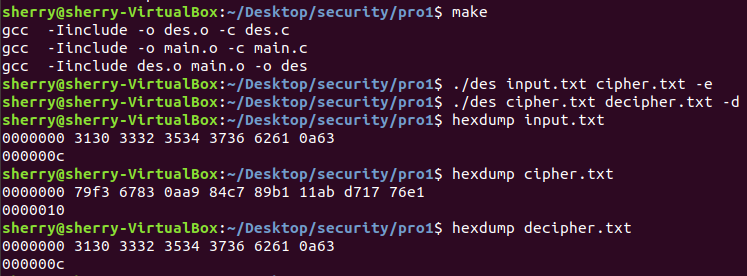 sherry@sherry-VirtualBox:~/Desktop/security/pro1$ make
gcc  -Iinclude -o des.o -c des.c
gcc  -Iinclude -o main.o -c main.c
gcc  -Iinclude des.o main.o -o des
sherry@sherry-VirtualBox:~/Desktop/security/pro1$ ./des input.txt cipher.txt -e
sherry@sherry-VirtualBox:~/Desktop/security/pro1$ ./des cipher.txt decipher.txt -d
sherry@sherry-VirtualBox:~/Desktop/security/pro1$ hexdump input.txt
0000000 3130 3332 3534 3736 6261 0a63
000000c
sherry@sherry-VirtualBox:~/Desktop/security/pro1$ hexdump cipher.txt
0000000 79f3 6783 0aa9 84c7 89b1 11ab d717 76e1
0000010
sherry@sherry-VirtualBox:~/Desktop/security/pro1$ hexdump decipher.txt
0000000 3130 3332 3534 3736 6261 0a63
000000c